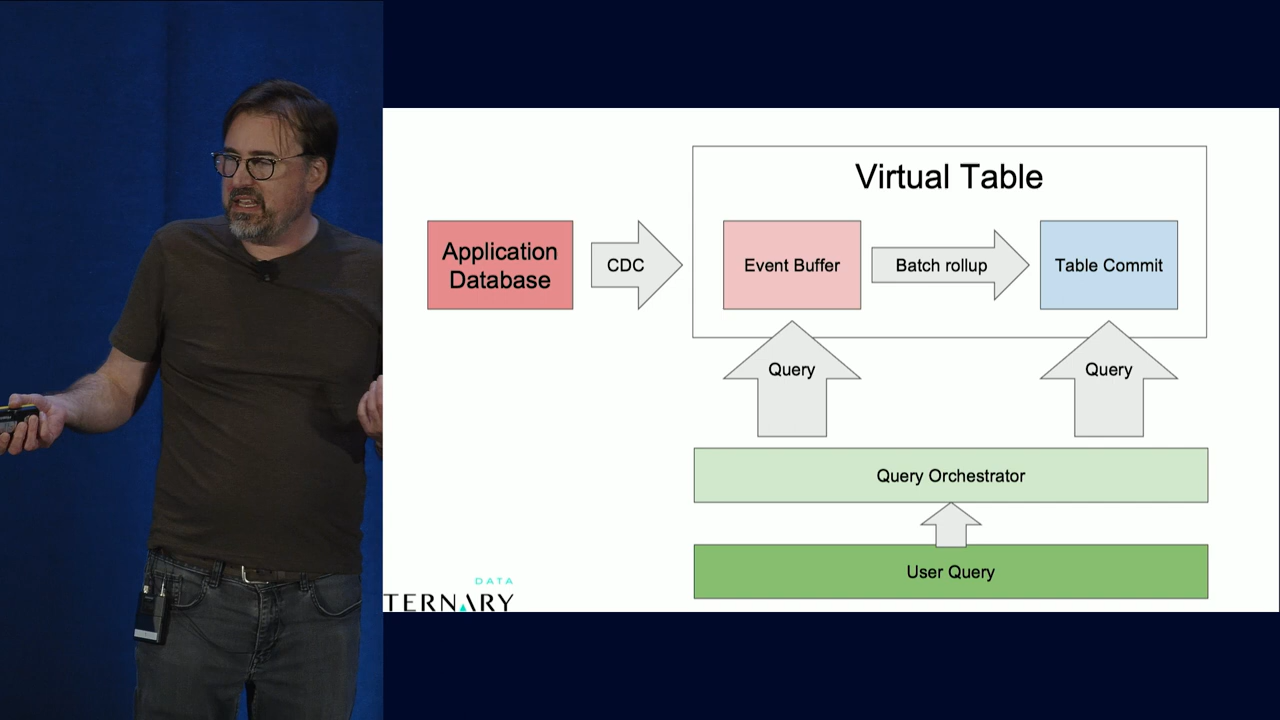 Virtual Table
Application
Database
CDC
Event Buffer
Batch rollup
Table Commit
Query
Query
Query Orchestrator
User Query
DATA
TERNARY